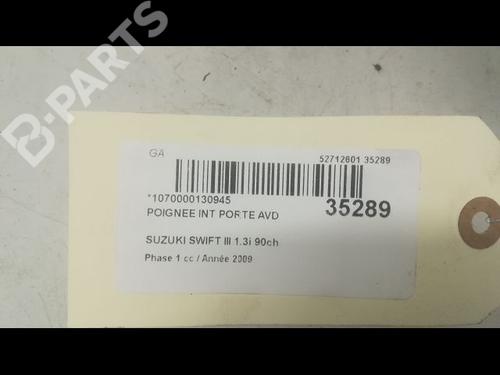 B-PARTS
GA
52712601 35289
*1070000130945
POIGNEE INT PORTE AVD
35289
SUZUKI SWIFT III 1.3i 90ch
Phase 1 cc / Année 2009